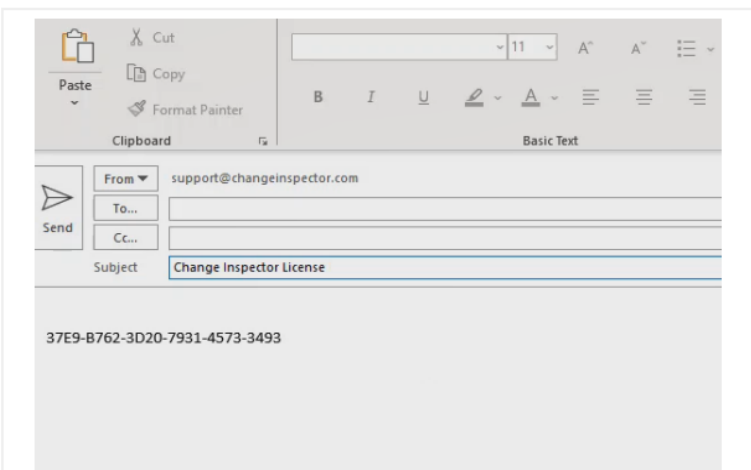 Cut
Copy
Paste
Format Painter
Clipboard
11
A A
B I U A
Basic Text
From
support@changeinspector.com
Send
To...
Cc...
Subject
Change Inspector License
37E9-B762-3D20-7931-4573-3493